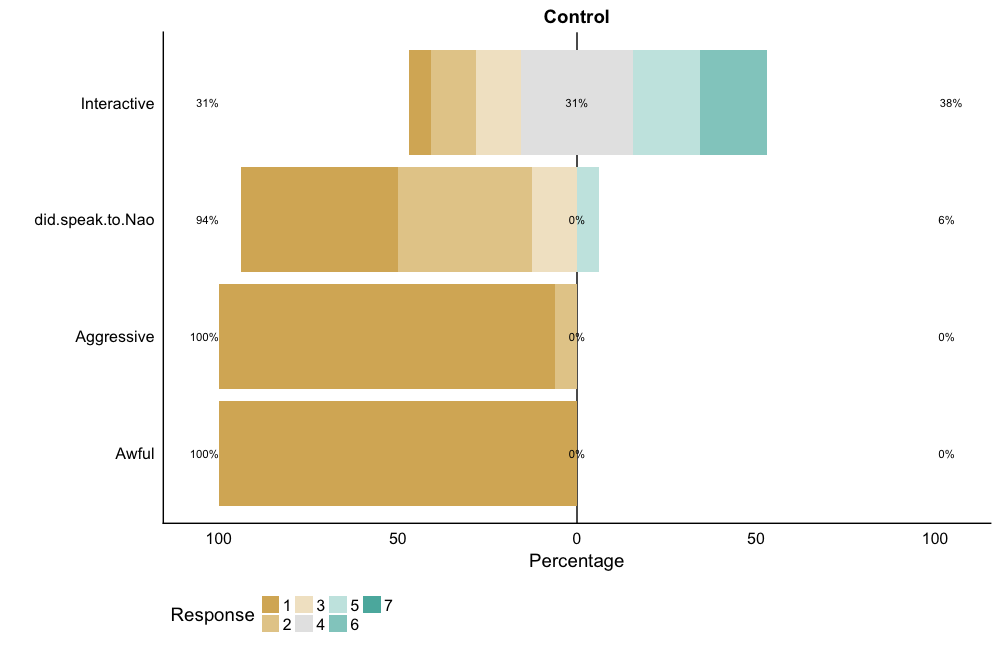 Control
Interactive 31% 31% 38%
did.speak.to.Nao 94% 0% 6%
Aggressive 100% 0% 0%
Awful 100% 0% 0%
100 50 0 50 100
Percentage
Response 1 3 5 7
2 4 6